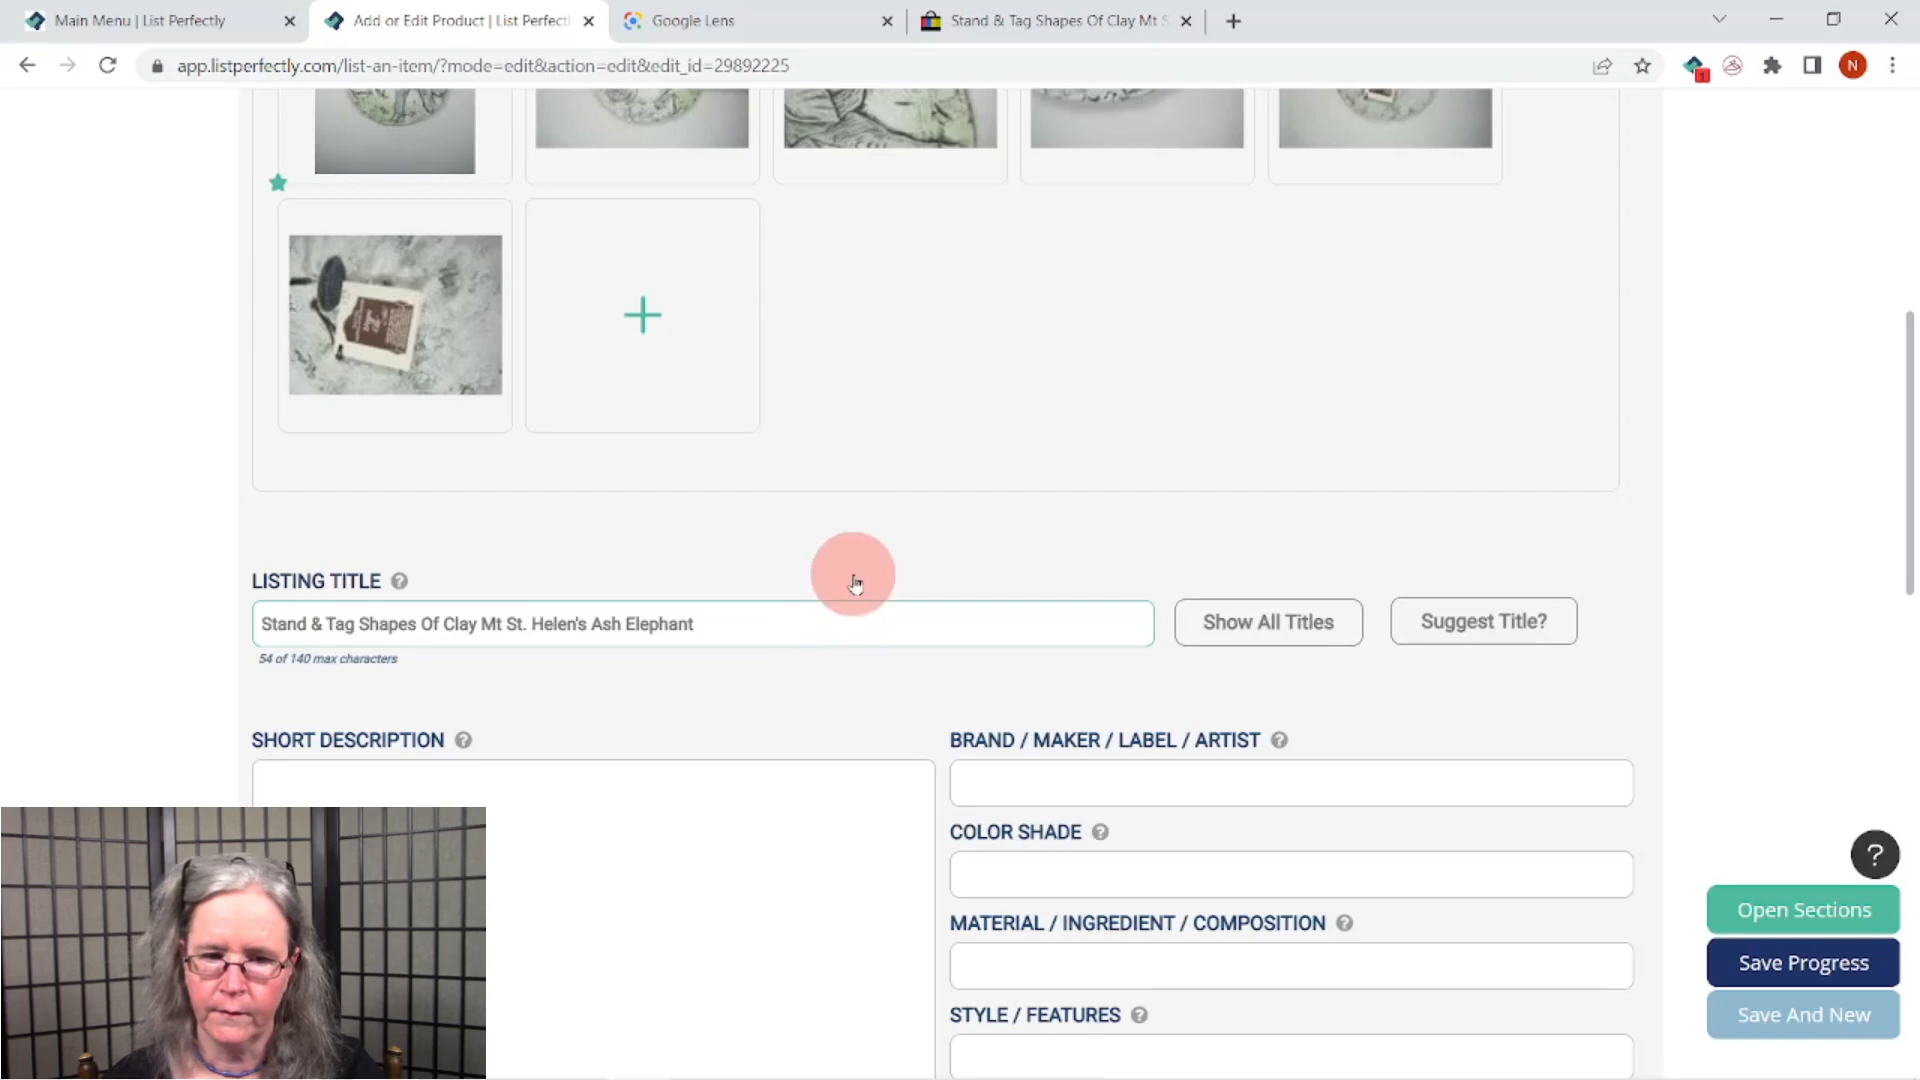 Main Menu | List Perfectly
Add or Edit Product | List Perfect
Google Lens
Stand & Tag Shapes Of Clay Mt S
app.listperfectly.com/list-an-item/?mode=edit&action=edit&edit_id=29892225
1
N
LISTING TITLE ?
Stand & Tag Shapes Of Clay Mt St. Helen's Ash Elephant
Show All Titles
Suggest Title?
54 of 140 max characters
SHORT DESCRIPTION ?
BRAND / MAKER / LABEL / ARTIST ?
COLOR SHADE ?
MATERIAL / INGREDIENT / COMPOSITION ?
STYLE / FEATURES ?
?
Open Sections
Save Progress
Save And New